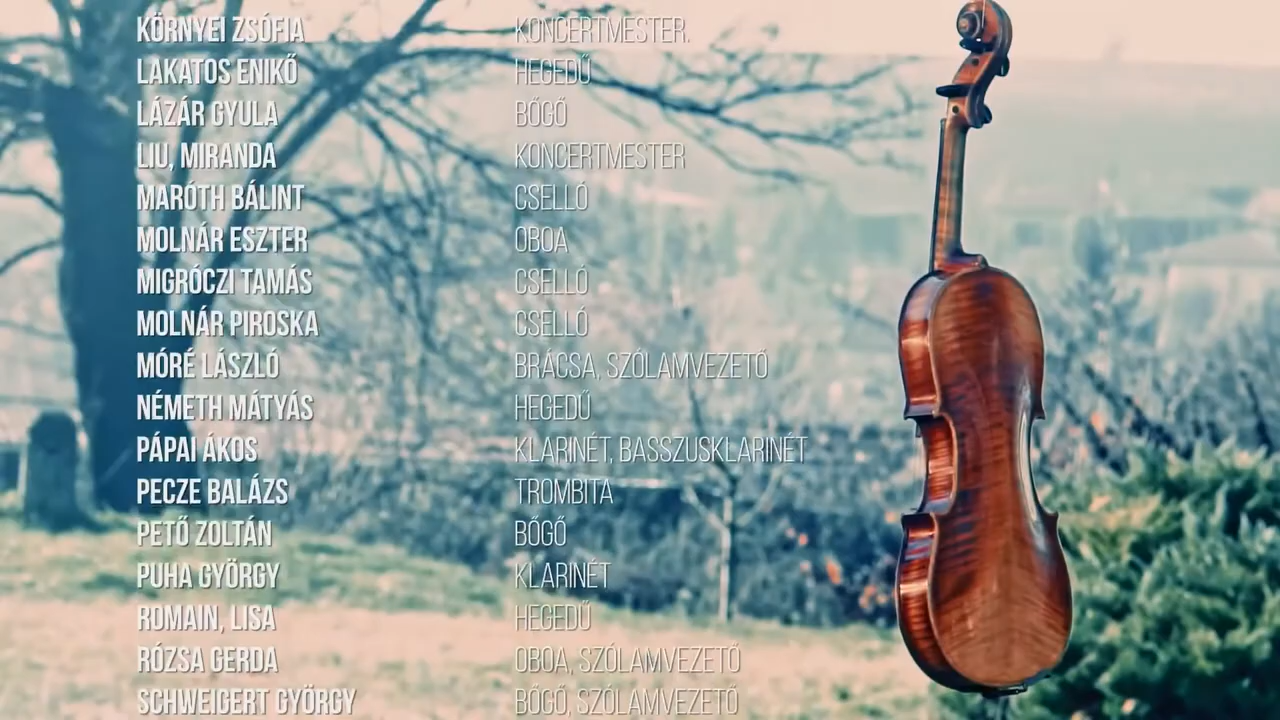 KÖRNYEI ZSÓFIA KONCERTMESTER.
LAKATOS ENIKŐ HEGEDŰ
LÁZÁR GYULA BŐGŐ
LIU, MIRANDA KONCERTMESTER
MARÓTH BÁLINT CSELLÓ
MOLNÁR ESZTER OBOA
MIGRÓCZI TAMÁS CSELLÓ
MOLNÁR PIROSKA CSELLÓ
MÓRÉ LÁSZLÓ BRÁCSA, SZÓLAMVEZETŐ
NÉMETH MÁTYÁS HEGEDŰ
PÁPAI ÁKOS KLARINÉT, BASSZUSKLARINÉT
PECZE BALÁZS TROMBITA
PETŐ ZOLTÁN BŐGŐ
PUHA GYÖRGY KLARINÉT
ROMAIN, LISA HEGEDŰ
RÓZSA GERDA OBOA, SZÓLAMVEZETŐ
SCHWEIGERT GYÖRGY BŐGŐ, SZÓLAMVEZETŐ